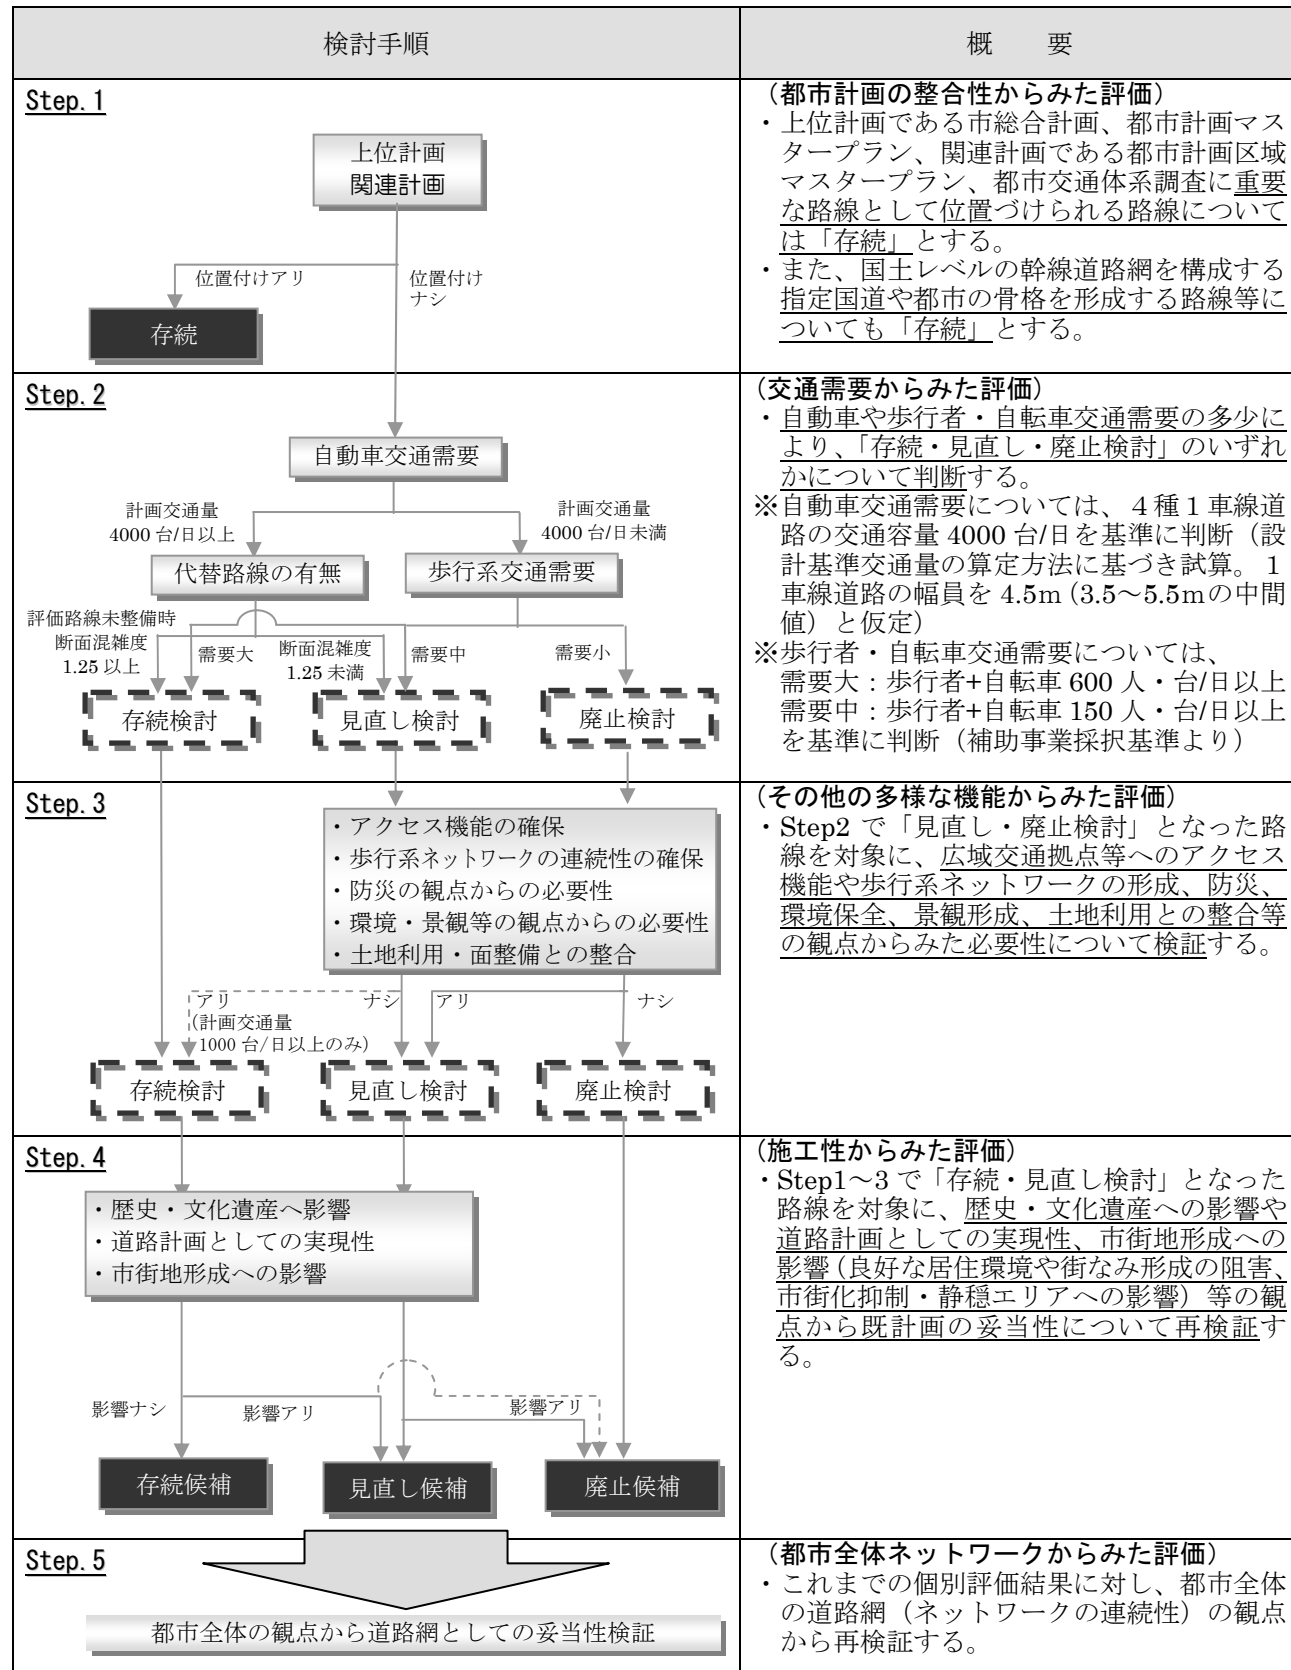 検討手順
概　　要
Step. 1
上位計画
関連計画
位置付けアリ
位置付け
ナシ
存続
（都市計画の整合性からみた評価）
・上位計画である市総合計画、都市計画マス
タープラン、関連計画である都市計画区域
マスタープラン、都市交通体系調査に重要
な路線として位置づけられる路線について
は「存続」とする。
・また、国土レベルの幹線道路網を構成する
指定国道や都市の骨格を形成する路線等に
ついても「存続」とする。
Step. 2
自動車交通需要
計画交通量
4000 台/日以上
計画交通量
4000 台/日未満
代替路線の有無
歩行系交通需要
評価路線未整備時
断面混雑度
1.25 以上
需要大
断面混雑度
1.25 未満
需要中
需要小
存続検討
見直し検討
廃止検討
（交通需要からみた評価）
・自動車や歩行者・自転車交通需要の多少に
より、「存続・見直し・廃止検討」のいずれ
かについて判断する。
※自動車交通需要については、４種１車線道
路の交通容量 4000 台/日を基準に判断（設
計基準交通量の算定方法に基づき試算。１
車線道路の幅員を 4.5m（3.5～5.5mの中間
値）と仮定）
※歩行者・自転車交通需要については、
需要大：歩行者+自転車 600 人・台/日以上
需要中：歩行者+自転車 150 人・台/日以上
を基準に判断（補助事業採択基準より）
Step. 3
・アクセス機能の確保
・歩行系ネットワークの連続性の確保
・防災の観点からの必要性
・環境・景観等の観点からの必要性
・土地利用・面整備との整合
アリ
(計画交通量
1000 台/日以上のみ)
ナシ
アリ
ナシ
存続検討
見直し検討
廃止検討
（その他の多様な機能からみた評価）
・Step2 で「見直し・廃止検討」となった路
線を対象に、広域交通拠点等へのアクセス
機能や歩行系ネットワークの形成、防災、
環境保全、景観形成、土地利用との整合等
の観点からみた必要性について検証する。
Step. 4
・歴史・文化遺産へ影響
・道路計画としての実現性
・市街地形成への影響
影響ナシ
影響アリ
影響アリ
存続候補
見直し候補
廃止候補
（施工性からみた評価）
・Step1～3 で「存続・見直し検討」となった
路線を対象に、歴史・文化遺産への影響や
道路計画としての実現性、市街地形成への
影響（良好な居住環境や街なみ形成の阻害、
市街化抑制・静穏エリアへの影響）等の観
点から既計画の妥当性について再検証す
る。
Step. 5
都市全体の観点から道路網としての妥当性検証
（都市全体ネットワークからみた評価）
・これまでの個別評価結果に対し、都市全体
の道路網（ネットワークの連続性）の観点
から再検証する。